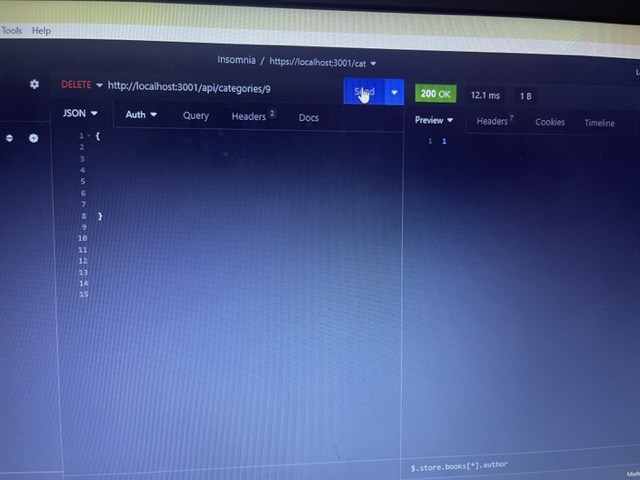 Tools Help
Insomnia / https://localhost:3001/cat
DELETE http://localhost:3001/api/categories/9
Send
200 OK 12.1 ms 1 B
JSON Auth Query Headers 2 Docs
Preview Headers 7 Cookies Timeline
1 {
2
3
4
5
6
7
8 }
9
10
11
12
13
14
15
1 1
$.store.books[*].author